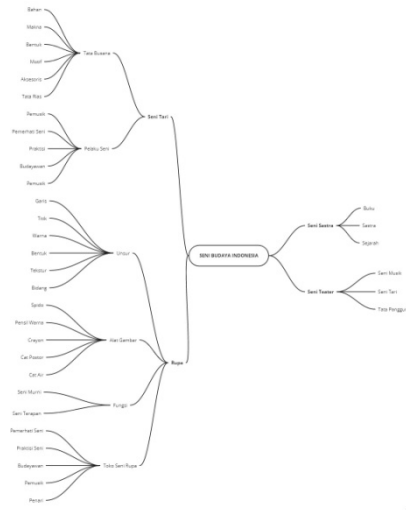 Bahan
Makna
Bentuk
Motif
Aksesoris
Tata Rias
Tata Busana
Pemusik
Pemerhati Seni
Praktisi
Budayawan
Pemusik
Pelaku Seni
Seni Tari
Garis
Titik
Warna
Bentuk
Tekstur
Bidang
Unsur
Spidol
Pensil Warna
Crayon
Cat Poster
Cat Air
Alat Gambar
Seni Murni
Seni Terapan
Fungsi
Pemerhati Seni
Praktisi Seni
Budayawan
Pemusik
Penari
Toko Seni Rupa
Rupa
SENI BUDAYA INDONESIA
Seni Sastra
Buku
Sastra
Sejarah
Seni Teater
Seni Musik
Seni Tari
Tata Panggu